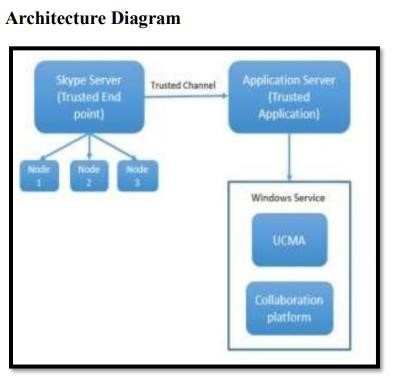 Architecture Diagram
Skype Server
(Trusted End
point)
Trusted Channel
Application Server
(Trusted
Application)
Node
1
Node
2
Node
3
Windows Service
UCMA
Collaboration
platform